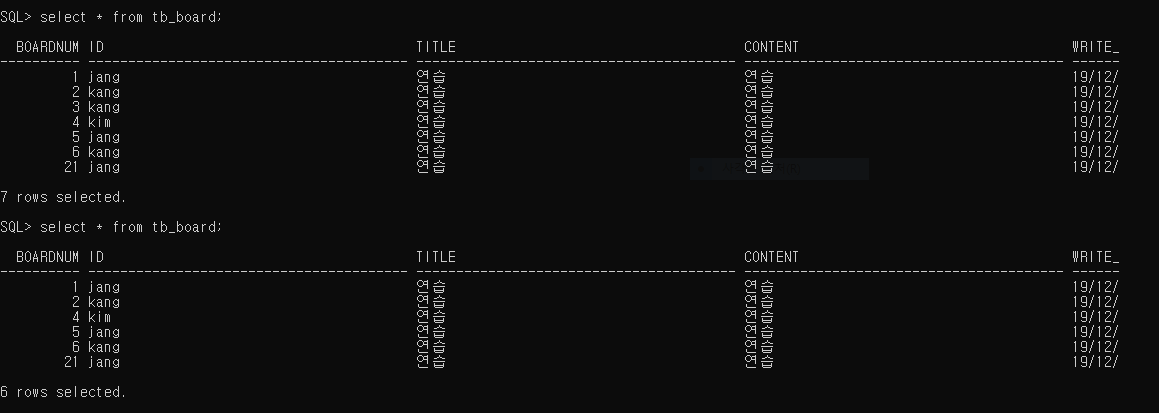 SQL> select * from tb_board;
BOARDNUM ID TITLE CONTENT WRITE_
---------- ---------------------------------------- ---------------------------------------- ---------------------------------------- ------
1 jang 연습 연습 19/12/
2 kang 연습 연습 19/12/
3 kang 연습 연습 19/12/
4 kim 연습 연습 19/12/
5 jang 연습 연습 19/12/
6 kang 연습 연습 19/12/
21 jang 연습 연습 19/12/
7 rows selected.
SQL> select * from tb_board;
BOARDNUM ID TITLE CONTENT WRITE_
---------- ---------------------------------------- ---------------------------------------- ---------------------------------------- ------
1 jang 연습 연습 19/12/
2 kang 연습 연습 19/12/
4 kim 연습 연습 19/12/
5 jang 연습 연습 19/12/
6 kang 연습 연습 19/12/
21 jang 연습 연습 19/12/
6 rows selected.